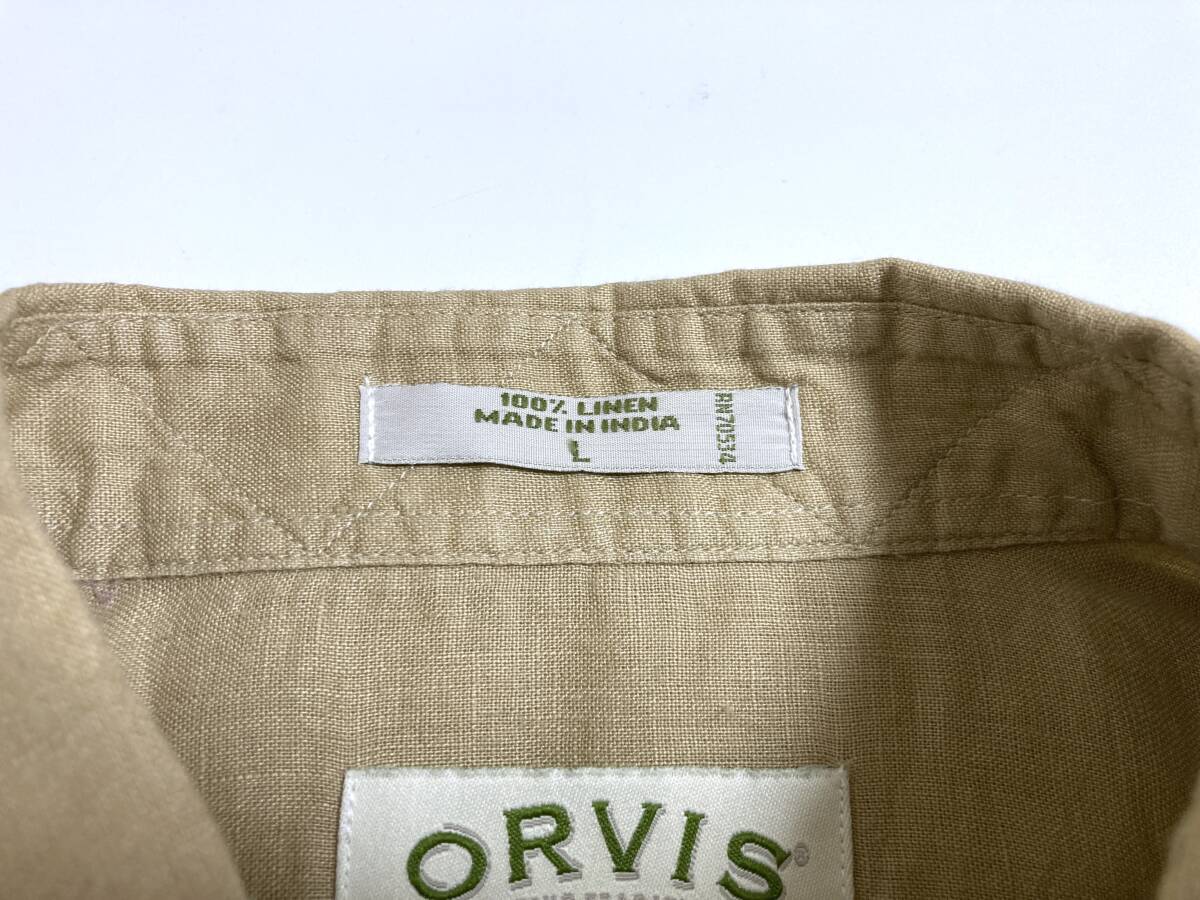 100% LINEN
MADE IN INDIA
L
RN70534
ORVIS®